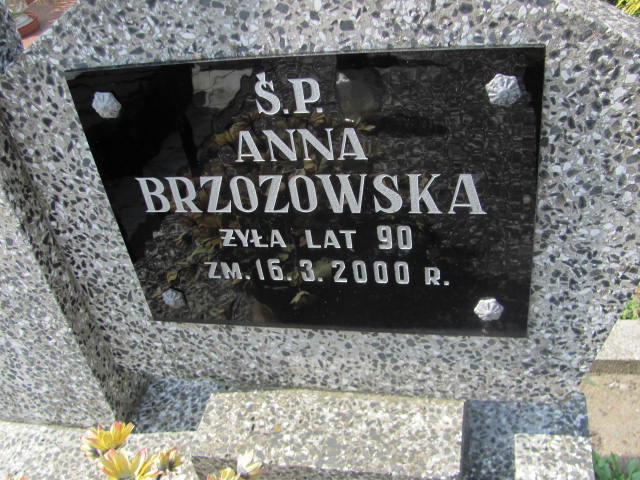 Ś.P.
ANNA
BRZOZOWSKA
ŻYŁA LAT 90
ZM. 16. 3. 2000 R.